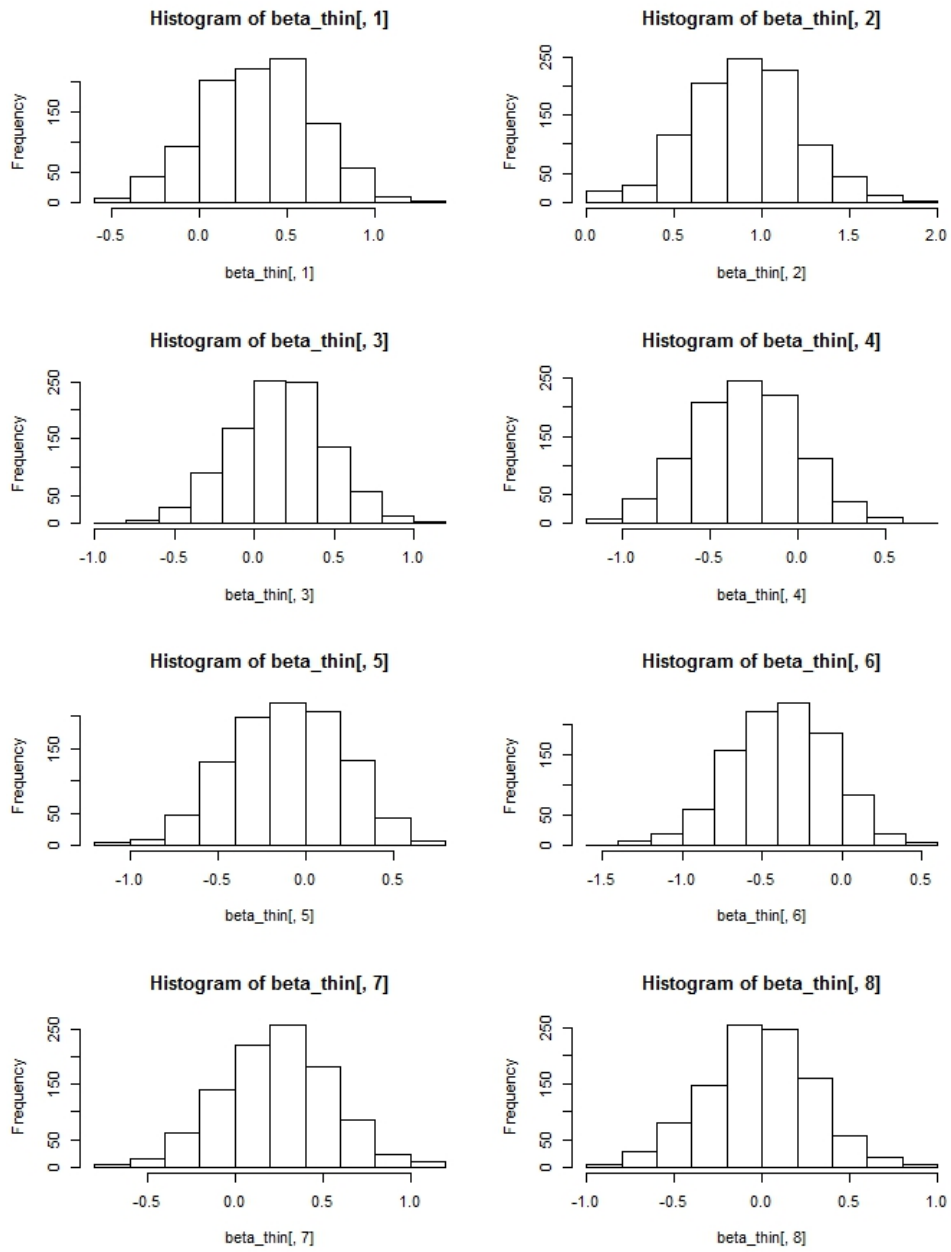 Histogram of beta_thin[, 1]
Frequency
0 50 150
-0.5 0.0 0.5 1.0
beta_thin[, 1]
Histogram of beta_thin[, 2]
Frequency
0 50 150 250
0.0 0.5 1.0 1.5 2.0
beta_thin[, 2]
Histogram of beta_thin[, 3]
Frequency
0 50 150 250
-1.0 -0.5 0.0 0.5 1.0
beta_thin[, 3]
Histogram of beta_thin[, 4]
Frequency
0 50 150 250
-1.0 -0.5 0.0 0.5
beta_thin[, 4]
Histogram of beta_thin[, 5]
Frequency
0 50 150
-1.0 -0.5 0.0 0.5
beta_thin[, 5]
Histogram of beta_thin[, 6]
Frequency
0 50 150
-1.5 -1.0 -0.5 0.0 0.5
beta_thin[, 6]
Histogram of beta_thin[, 7]
Frequency
0 50 150 250
-0.5 0.0 0.5 1.0
beta_thin[, 7]
Histogram of beta_thin[, 8]
Frequency
0 50 150 250
-1.0 -0.5 0.0 0.5 1.0
beta_thin[, 8]